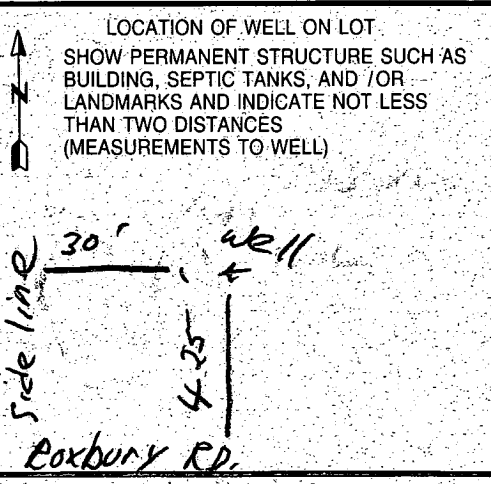 LOCATION OF WELL ON LOT
SHOW PERMANENT STRUCTURE SUCH AS
BUILDING, SEPTIC TANKS, AND /OR
LANDMARKS AND INDICATE NOT LESS
THAN TWO DISTANCES
(MEASUREMENTS TO WELL)
N
30' well
Side line
425
Roxbury RD.